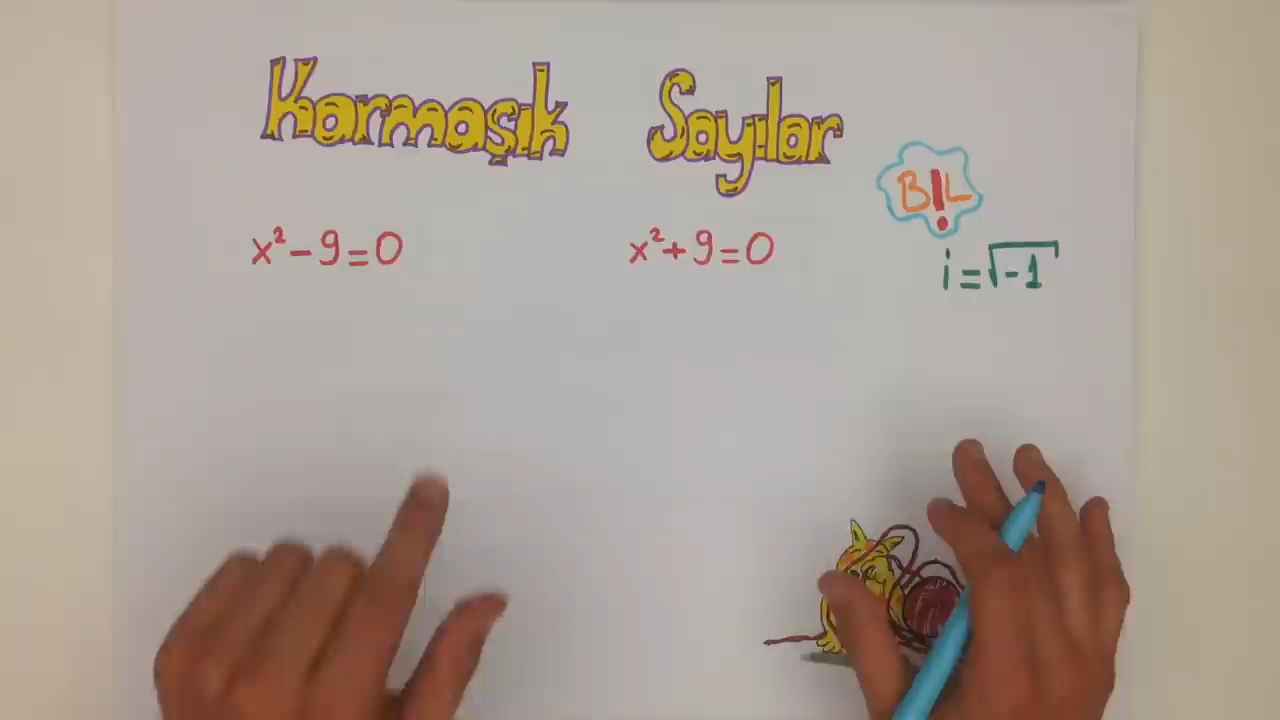 Karmaşık Sayılar
BİL!
x² - 9 = 0
x² + 9 = 0
i = √-1